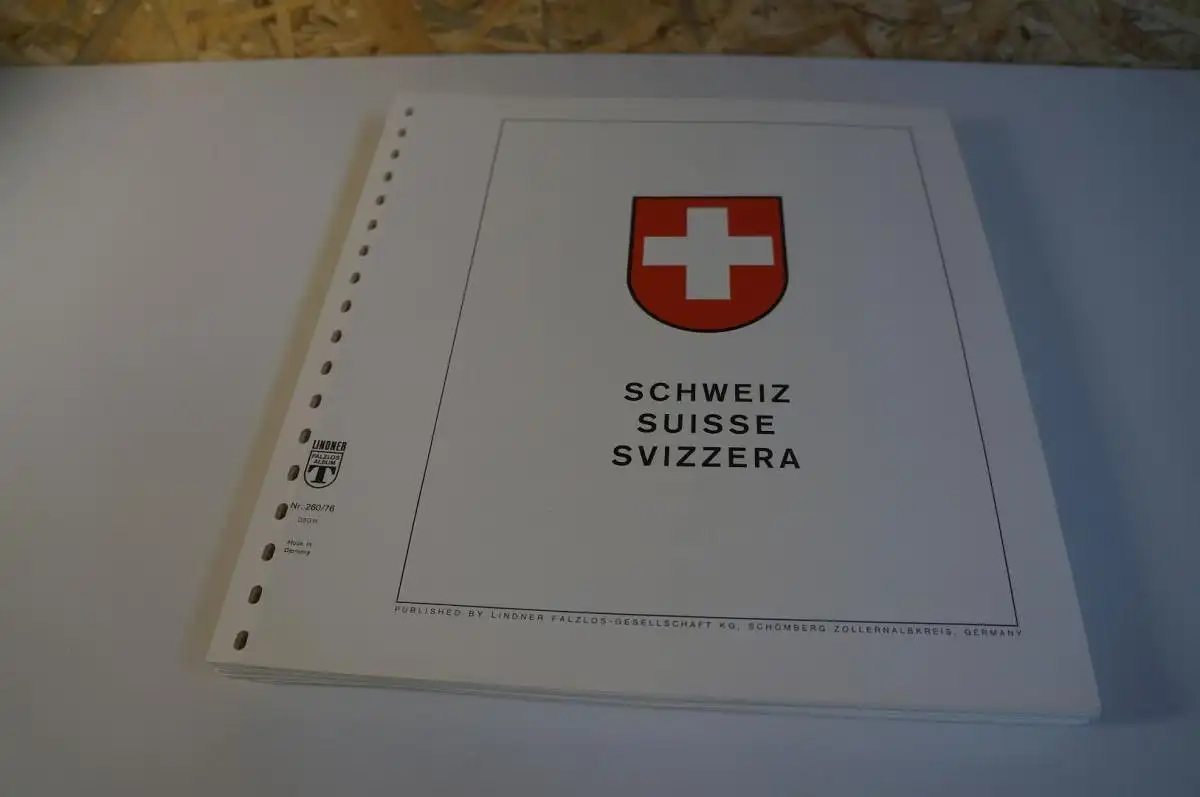 SCHWEIZ
SUISSE
SVIZZERA
LINDNER
FALZLOS
ALBUM
T
Nr. 260/76
DBGM
Made in
Germany
PUBLISHED BY LINDNER FALZLOS-GESELLSCHAFT KG, SCHÖMBERG ZOLLERNALBKREIS, GERMANY